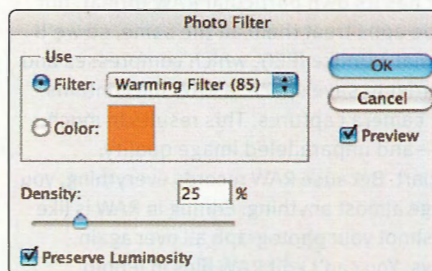 Photo Filter
Use
Filter: Warming Filter (85)
Color:
OK
Cancel
Preview
Density: 25 %
Preserve Luminosity